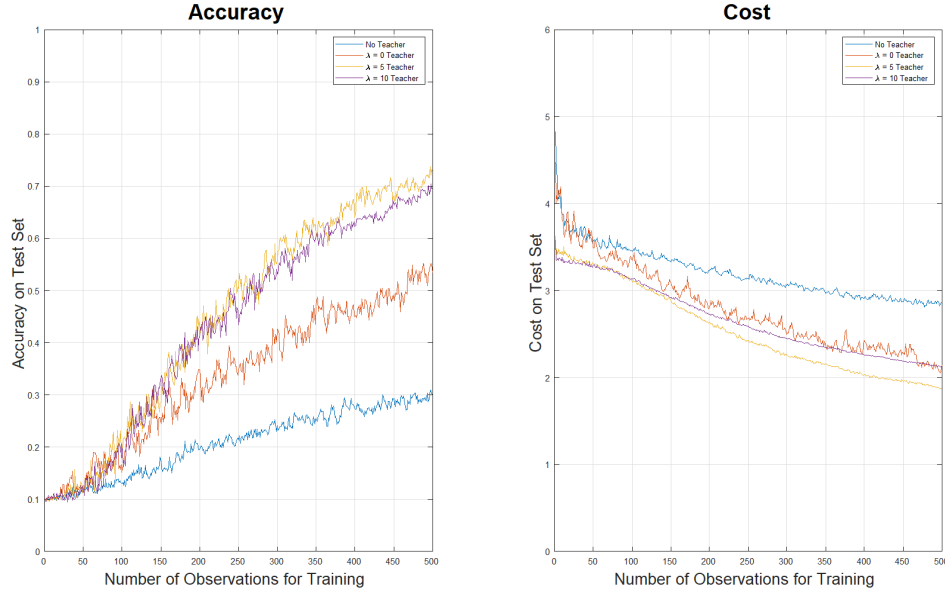 Accuracy
Accuracy on Test Set
1
0.9
0.8
0.7
0.6
0.5
0.4
0.3
0.2
0.1
0
0 50 100 150 200 250 300 350 400 450 500
Number of Observations for Training
No Teacher
λ = 0 Teacher
λ = 5 Teacher
λ = 10 Teacher
Cost
Cost on Test Set
6
5
4
3
2
1
0
0 50 100 150 200 250 300 350 400 450 500
Number of Observations for Training
No Teacher
λ = 0 Teacher
λ = 5 Teacher
λ = 10 Teacher